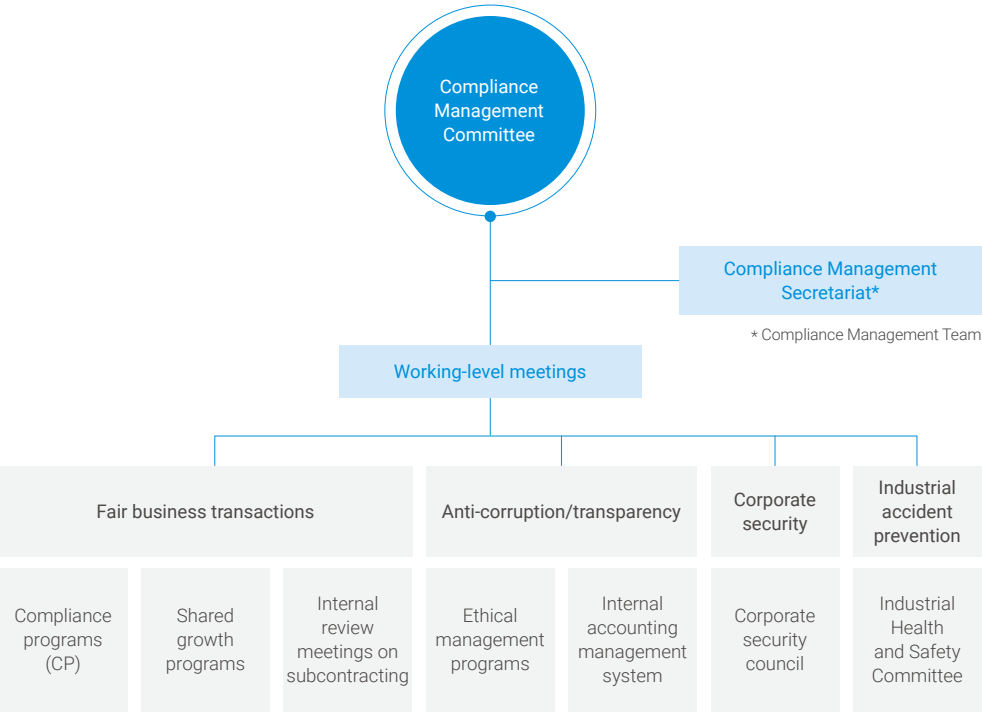 Compliance
Management
Committee
Compliance Management
Secretariat*
* Compliance Management Team
Working-level meetings
Fair business transactions
Anti-corruption/transparency
Corporate
security
Industrial
accident
prevention
Compliance
programs
(CP)
Shared
growth
programs
Internal
review
meetings on
subcontracting
Ethical
management
programs
Internal
accounting
management
system
Corporate
security
council
Industrial
Health
and Safety
Committee